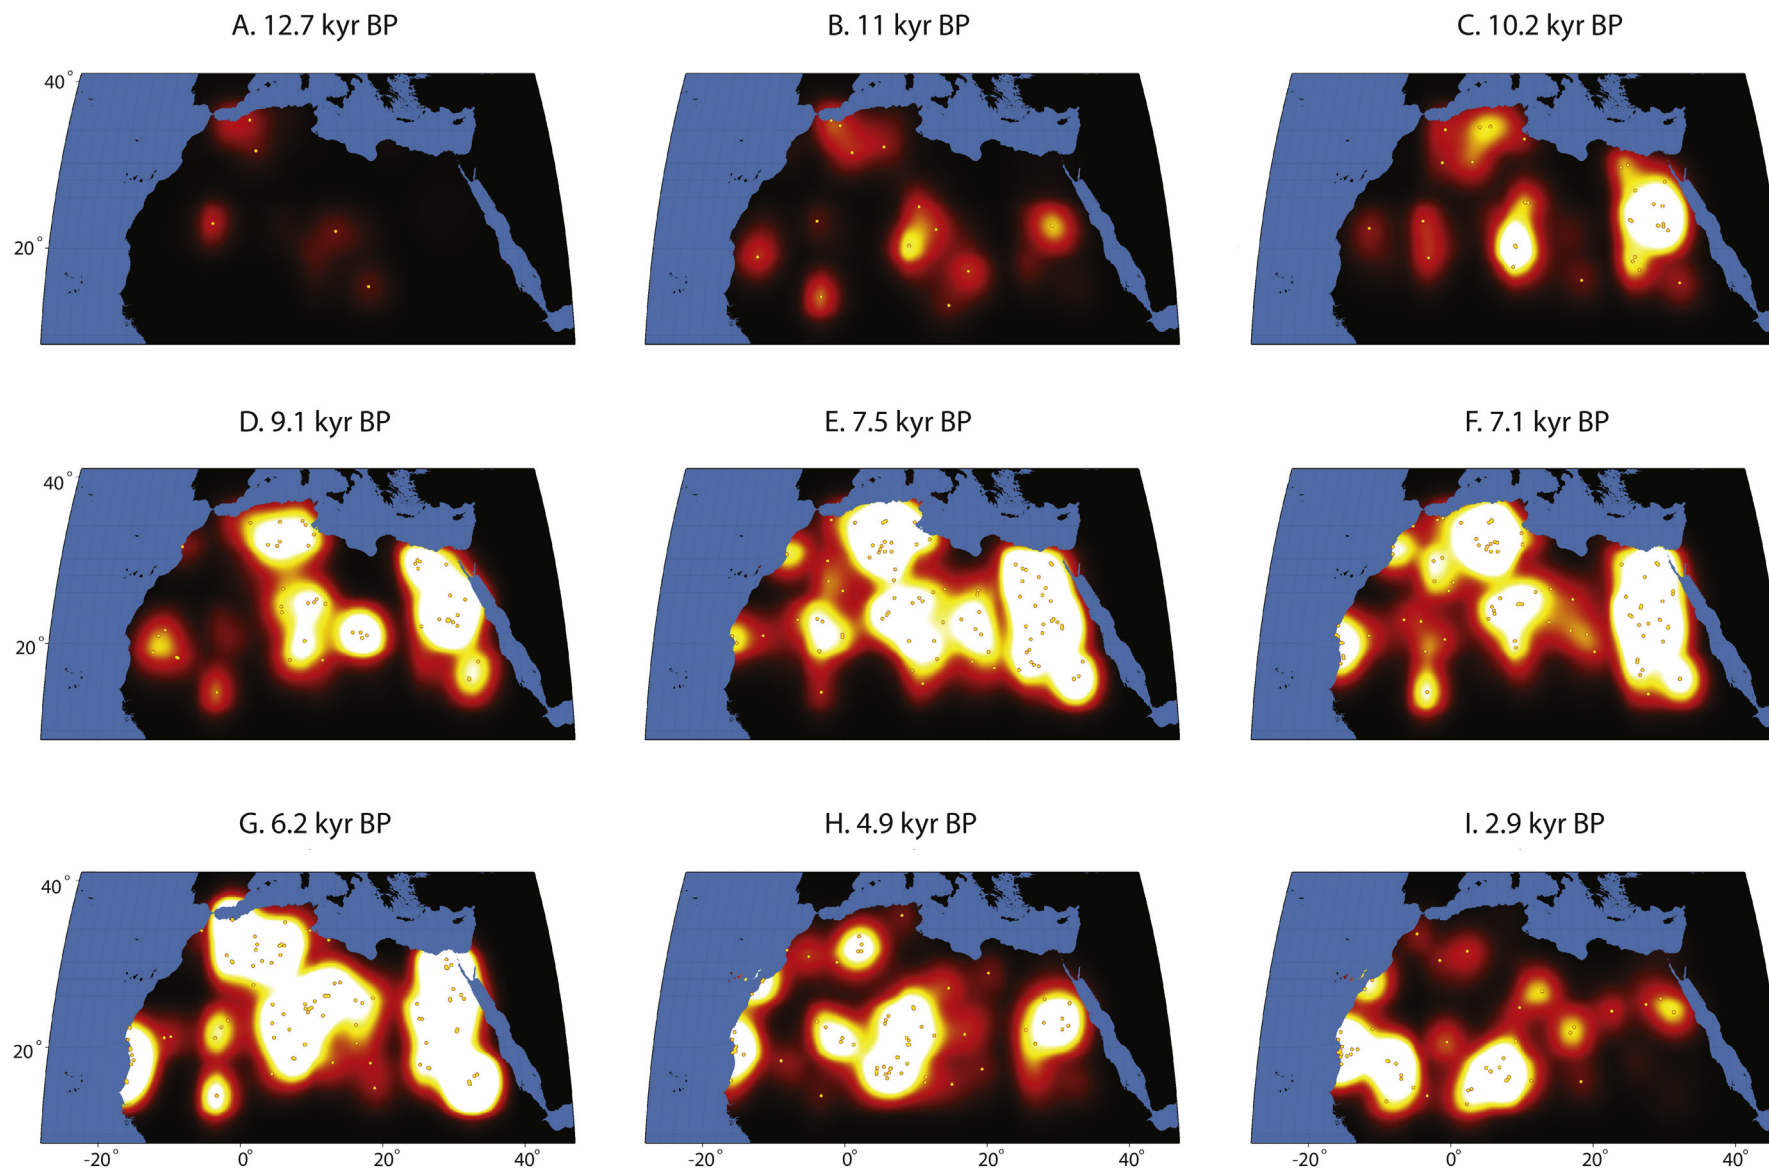 A. 12.7 kyr BP
B. 11 kyr BP
C. 10.2 kyr BP
40°
20°
D. 9.1 kyr BP
E. 7.5 kyr BP
F. 7.1 kyr BP
40°
20°
G. 6.2 kyr BP
H. 4.9 kyr BP
I. 2.9 kyr BP
40°
20°
-20° 0° 20° 40° -20° 0° 20° 40° -20° 0° 20° 40°